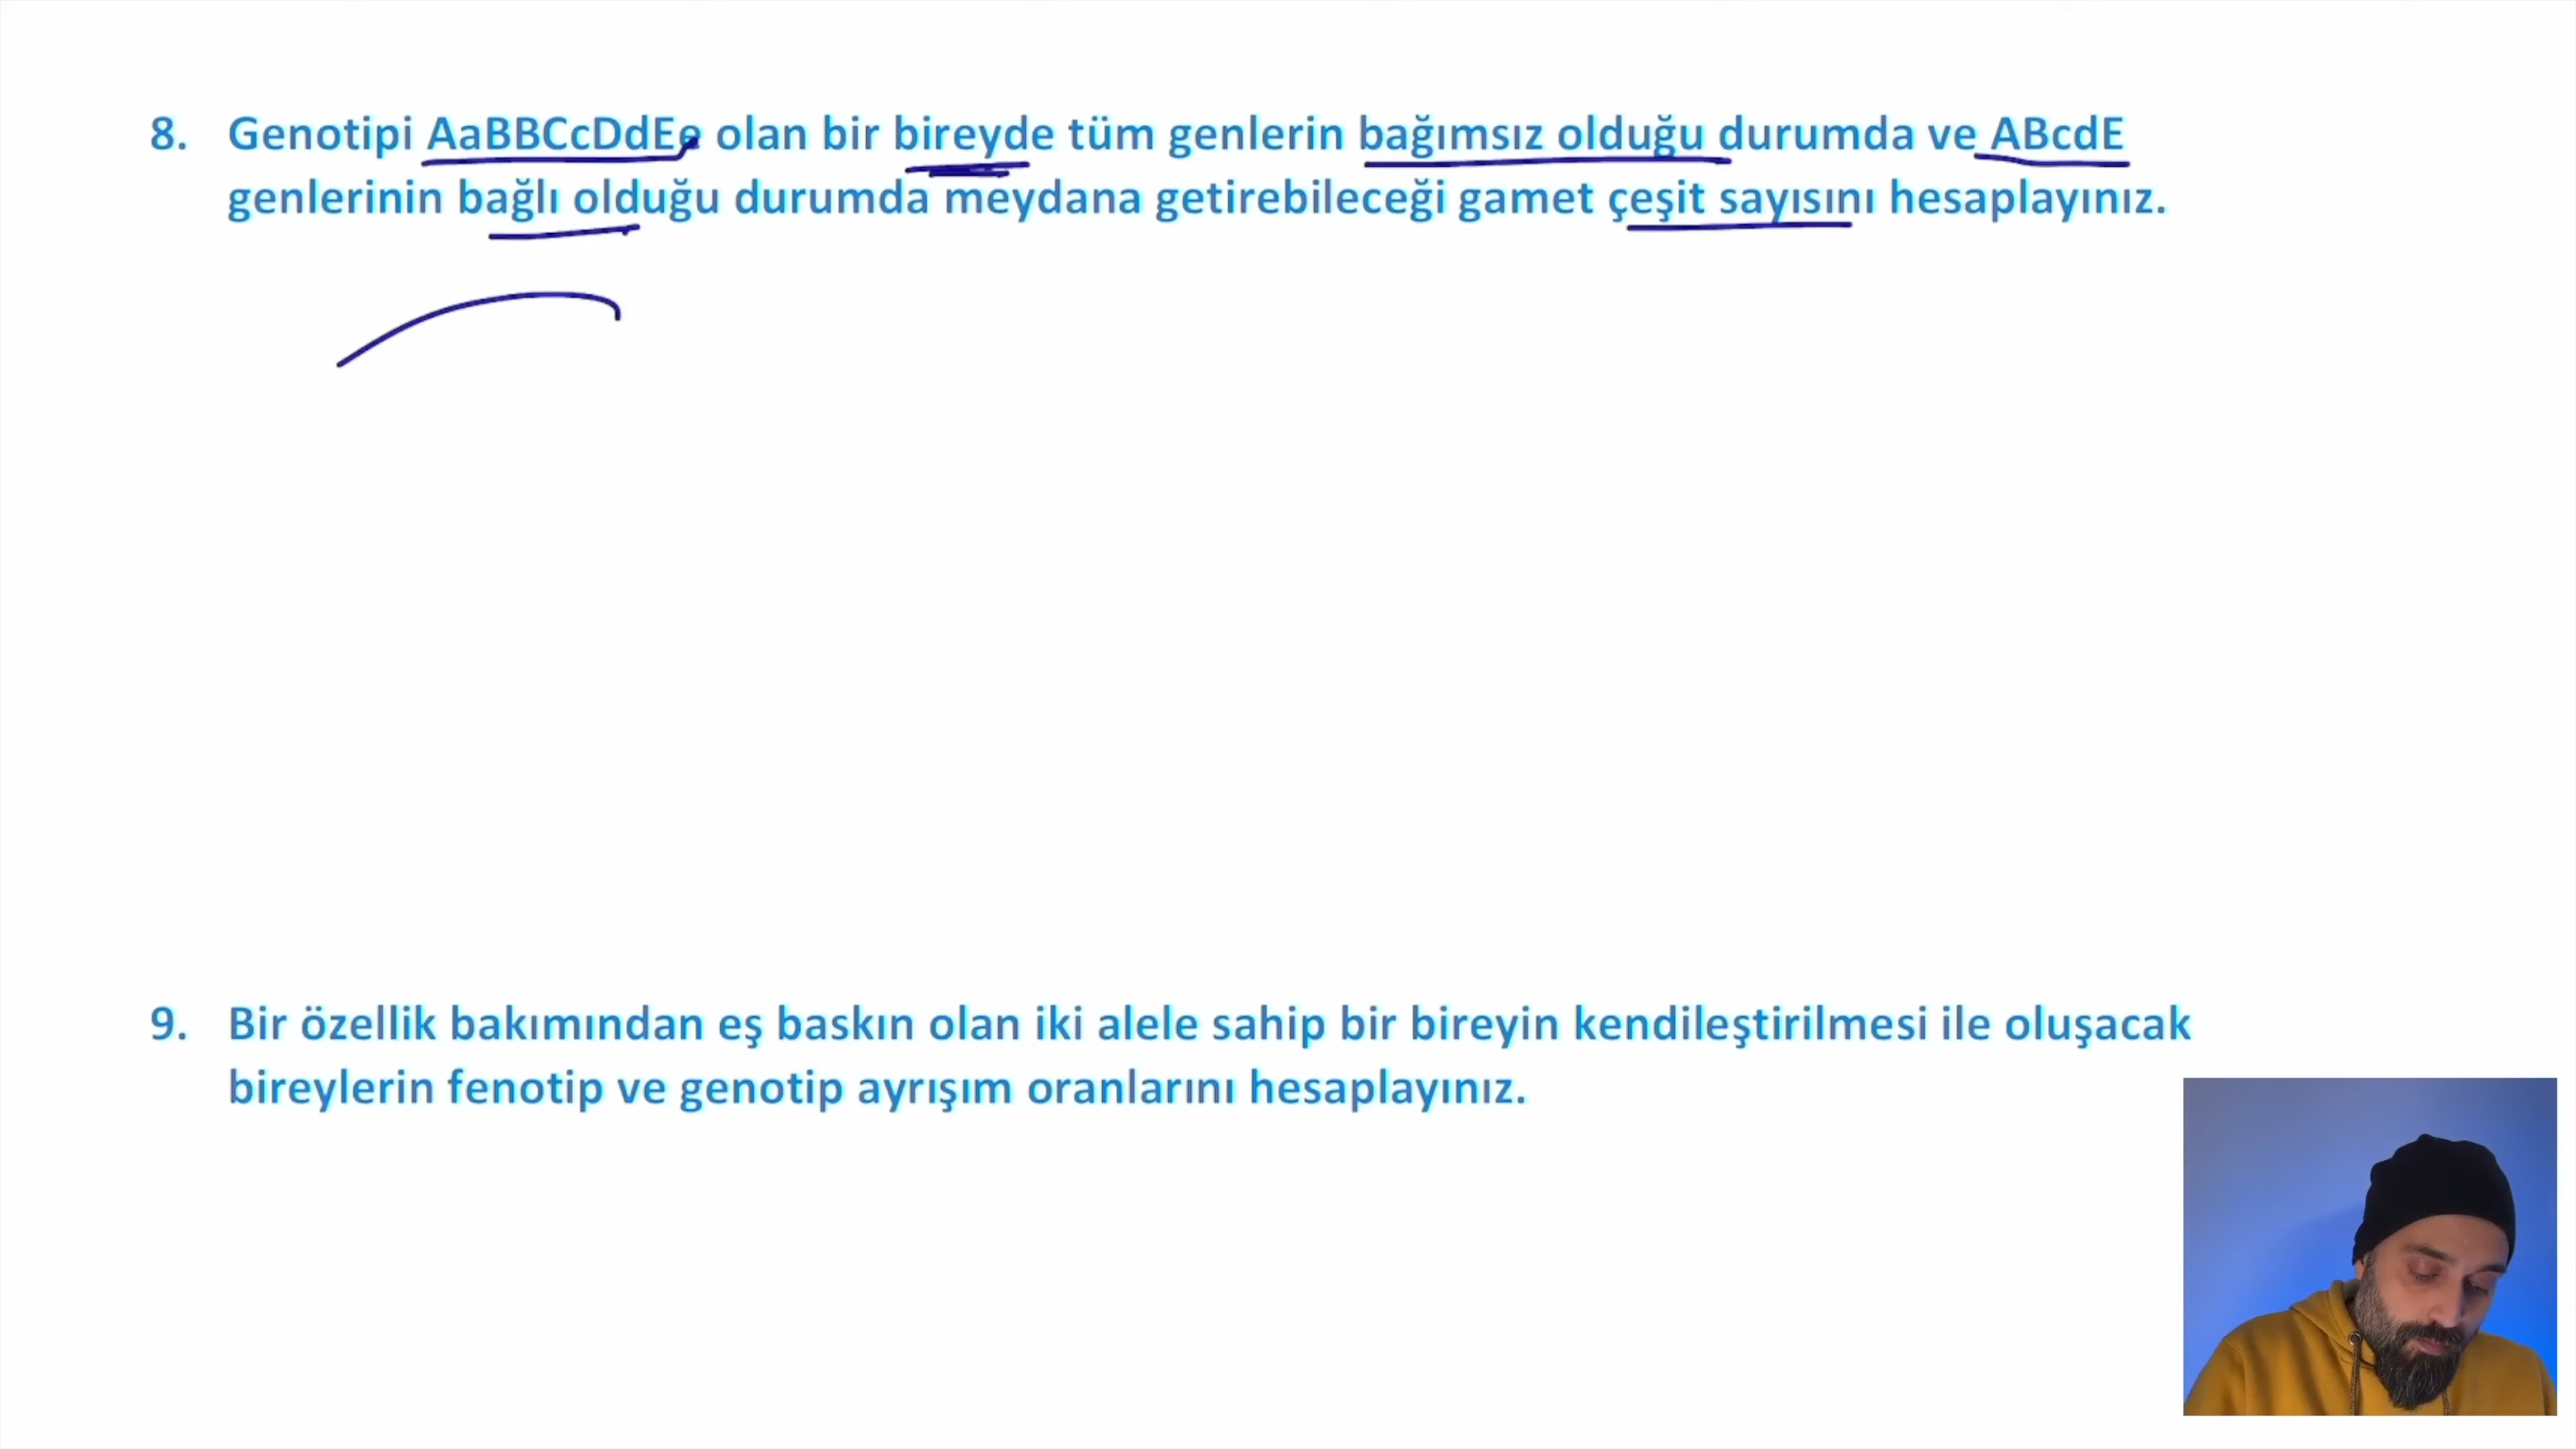 8. Genotipi AaBBCcDdEe olan bir bireyde tüm genlerin bağımsız olduğu durumda ve ABcdE
genlerinin bağlı olduğu durumda meydana getirebileceği gamet çeşit sayısını hesaplayınız.
9. Bir özellik bakımından eş baskın olan iki alele sahip bir bireyin kendileştirilmesi ile oluşacak
bireylerin fenotip ve genotip ayrışım oranlarını hesaplayınız.